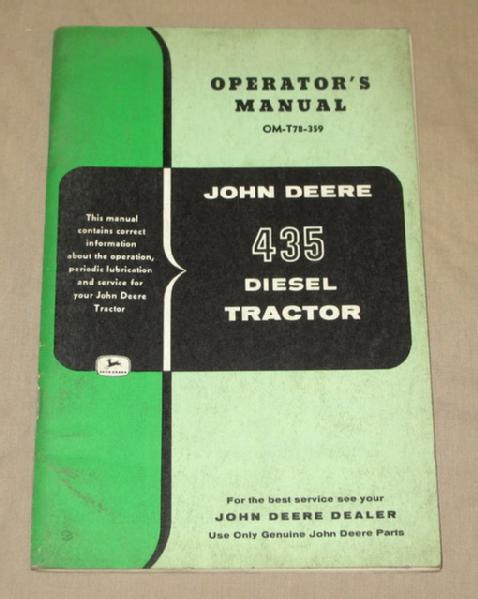 OPERATOR'S
MANUAL
OM-T78-359
JOHN DEERE
435
DIESEL
TRACTOR
This manual
contains correct
information
about the operation,
periodic lubrication
and service for
your John Deere
Tractor
JOHN DEERE
For the best service see your
JOHN DEERE DEALER
Use Only Genuine John Deere Parts